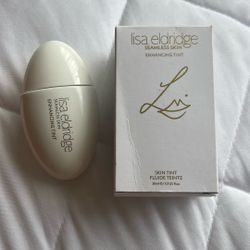 lisa eldridge
SEAMLESS SKIN
ENHANCING TINT
lisa eldridge
SEAMLESS SKIN
ENHANCING TINT
SKIN TINT
FLUIDE TEINTÉ